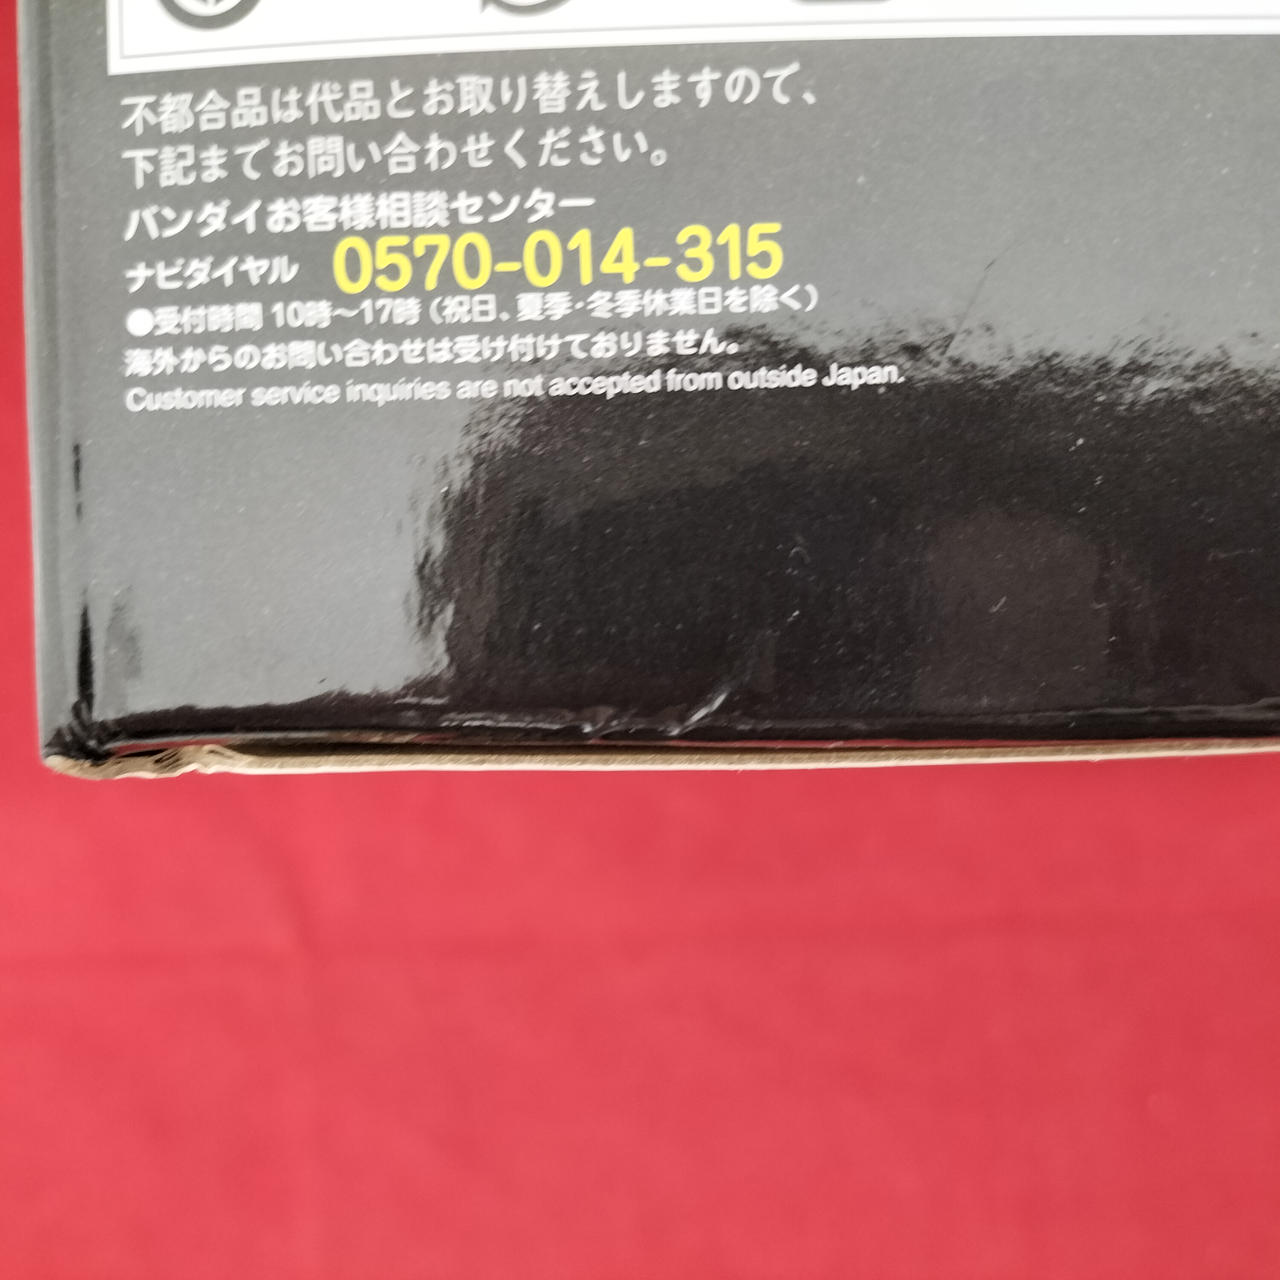 不都合品は代品とお取り替えしますので、
下記までお問い合わせください。
バンダイお客様相談センター
ナビダイヤル 0570-014-315
●受付時間 10時～17時（祝日、夏季・冬季休業日を除く）
海外からのお問い合わせは受け付けておりません。
Customer service inquiries are not accepted from outside Japan.